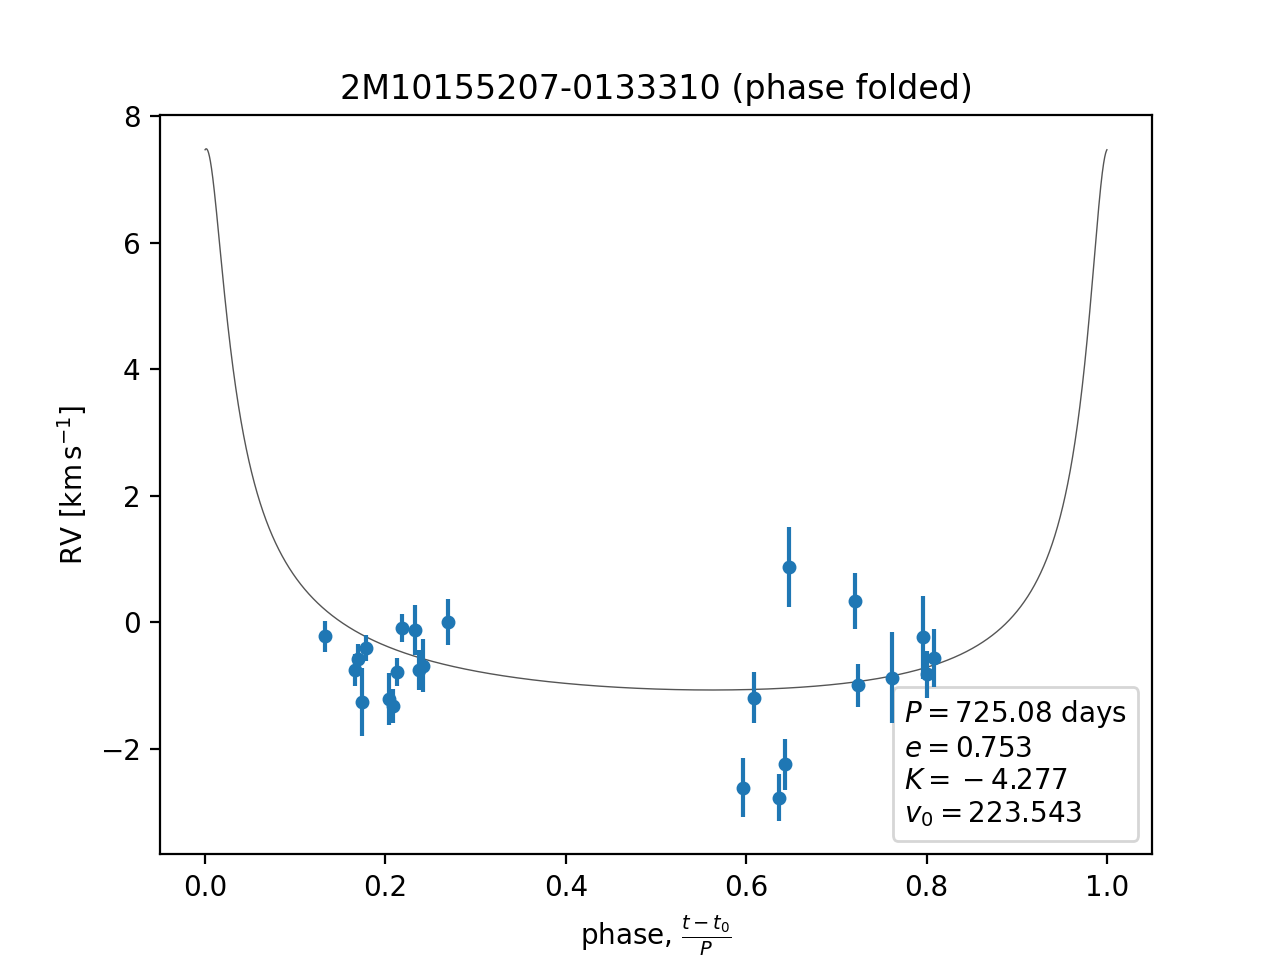 2M10155207-0133310 (phase folded)
8
6
4
2
0
−2
RV [km s⁻¹]
P = 725.08 days
e = 0.753
K = − 4.277
v₀ = 223.543
0.0 0.2 0.4 0.6 0.8 1.0
phase, (t − t₀)/P